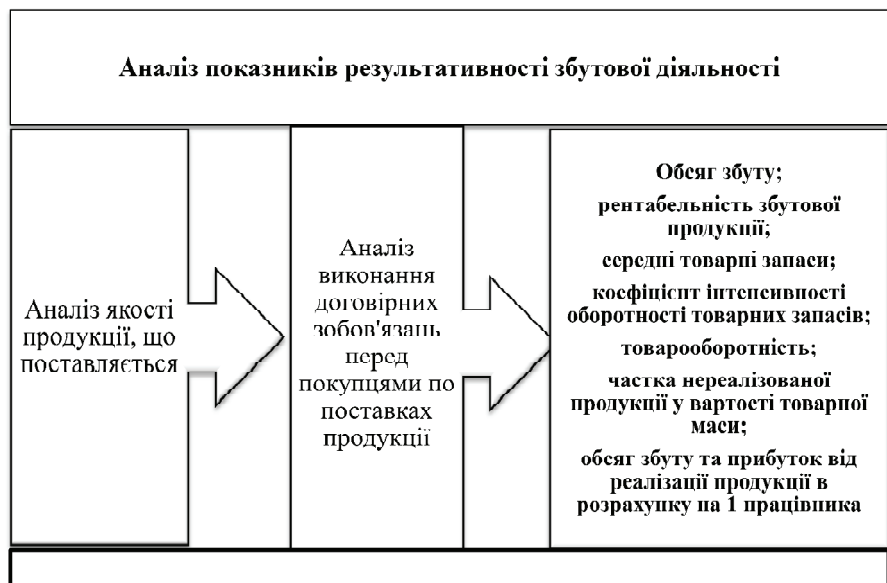 Аналіз показників результативності збутової діяльності
Аналіз якості
продукції, що
поставляється
Аналіз
виконання
договірних
зобов'язань
перед
покупцями по
поставках
продукції
Обсяг збуту;
рентабельність збутової
продукції;
середні товарні запаси;
коефіцієнт інтенсивності
оборотності товарних запасів;
товарооборотність;
частка нереалізованої
продукції у вартості товарної
маси;
обсяг збуту та прибуток від
реалізації продукції в
розрахунку на 1 працівника